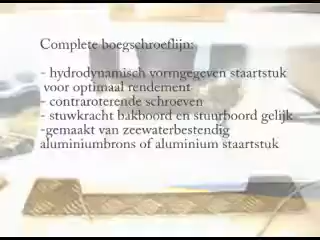 Complete boegschroeflijn:
- hydrodynamisch vormgegeven staartstuk
voor optimaal rendement
- contraroterende schroeven
- stuwkracht bakboord en stuurboord gelijk
-gemaakt van zeewaterbestendig
aluminiumbrons of aluminium staartstuk